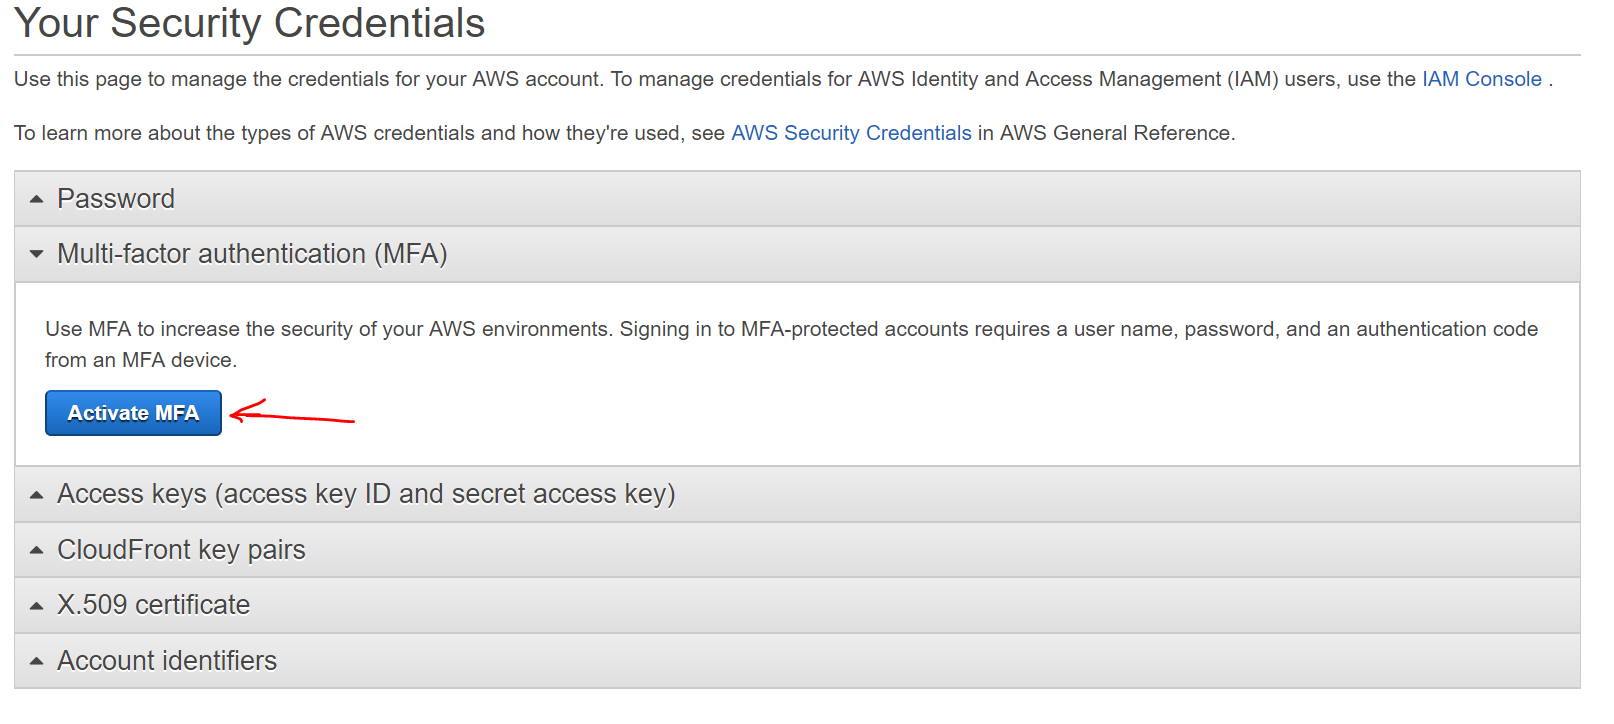 Your Security Credentials
Use this page to manage the credentials for your AWS account. To manage credentials for AWS Identity and Access Management (IAM) users, use the IAM Console .
To learn more about the types of AWS credentials and how they're used, see AWS Security Credentials in AWS General Reference.
Password
Multi-factor authentication (MFA)
Use MFA to increase the security of your AWS environments. Signing in to MFA-protected accounts requires a user name, password, and an authentication code
from an MFA device.
Activate MFA
Access keys (access key ID and secret access key)
CloudFront key pairs
X.509 certificate
Account identifiers